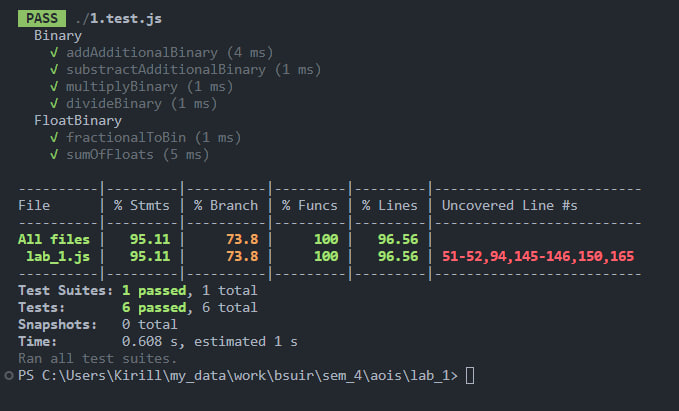 PASS ./1.test.js
Binary
√ addAdditionalBinary (4 ms)
√ substractAdditionalBinary (1 ms)
√ multiplyBinary (1 ms)
√ divideBinary (1 ms)
FloatBinary
√ fractionalToBin (1 ms)
√ sumOfFloats (5 ms)
----------|---------|----------|---------|---------|-------------------------
File      | % Stmts | % Branch | % Funcs | % Lines | Uncovered Line #s
----------|---------|----------|---------|---------|-------------------------
All files |   95.11 |     73.8 |     100 |   96.56 |
 lab_1.js |   95.11 |     73.8 |     100 |   96.56 | 51-52,94,145-146,150,165
----------|---------|----------|---------|---------|-------------------------
Test Suites: 1 passed, 1 total
Tests:       6 passed, 6 total
Snapshots:   0 total
Time:        0.608 s, estimated 1 s
Ran all test suites.
PS C:\Users\Kirill\my_data\work\bsuir\sem_4\aois\lab_1>